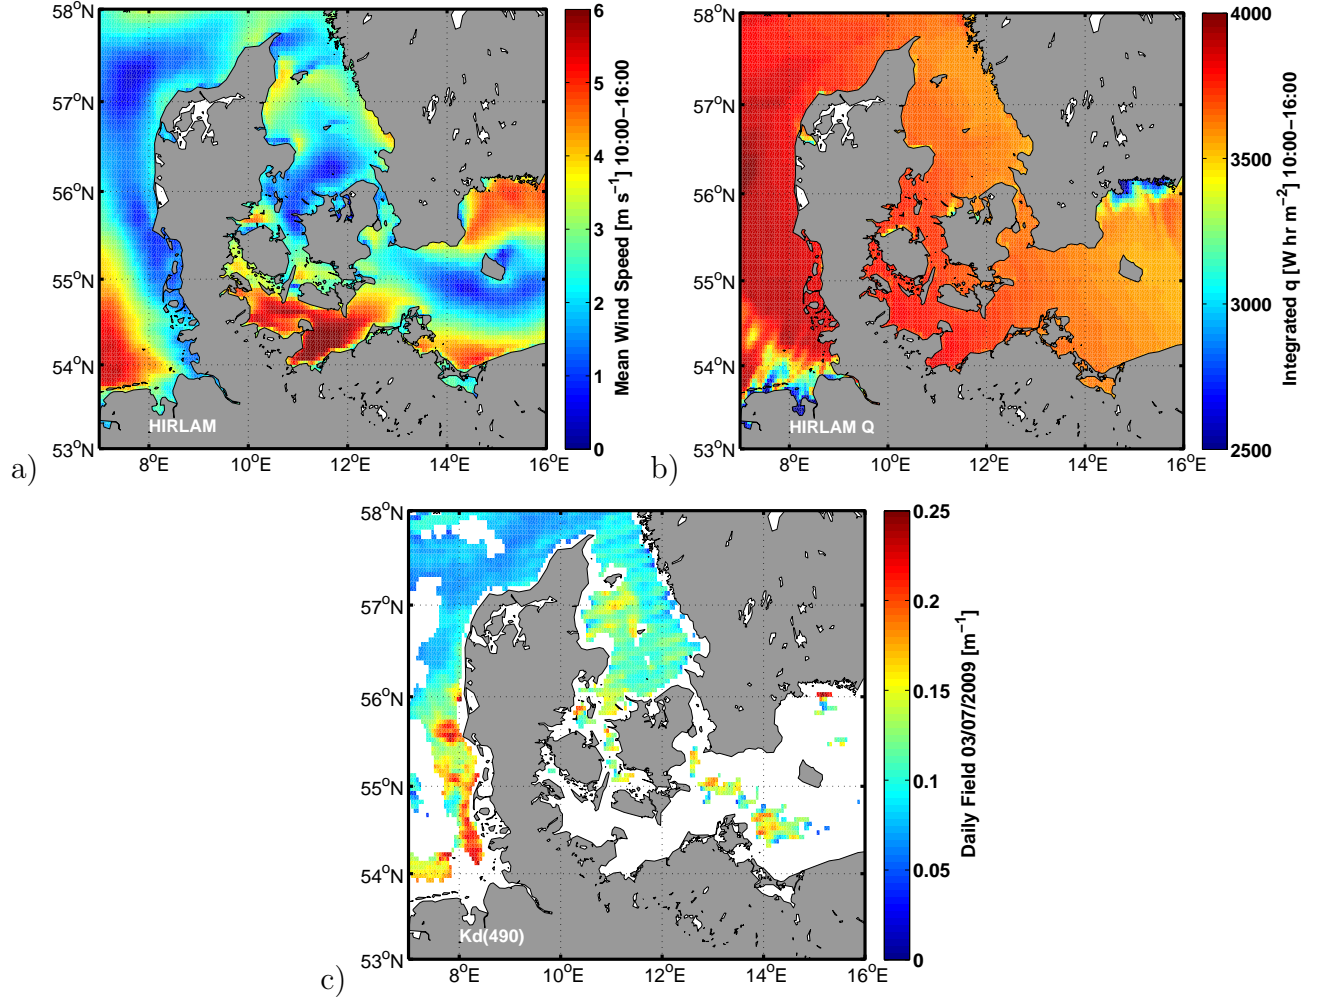 58°N
57°N
56°N
55°N
54°N
53°N
8°E
10°E
12°E
14°E
16°E
HIRLAM
6
5
4
3
2
1
0
Mean Wind Speed [m s⁻¹] 10:00−16:00
a)
58°N
57°N
56°N
55°N
54°N
53°N
8°E
10°E
12°E
14°E
16°E
HIRLAM Q
4000
3500
3000
2500
Integrated q [W hr m⁻²] 10:00−16:00
b)
58°N
57°N
56°N
55°N
54°N
53°N
8°E
10°E
12°E
14°E
16°E
Kd(490)
0.25
0.2
0.15
0.1
0.05
0
Daily Field 03/07/2009 [m⁻¹]
c)